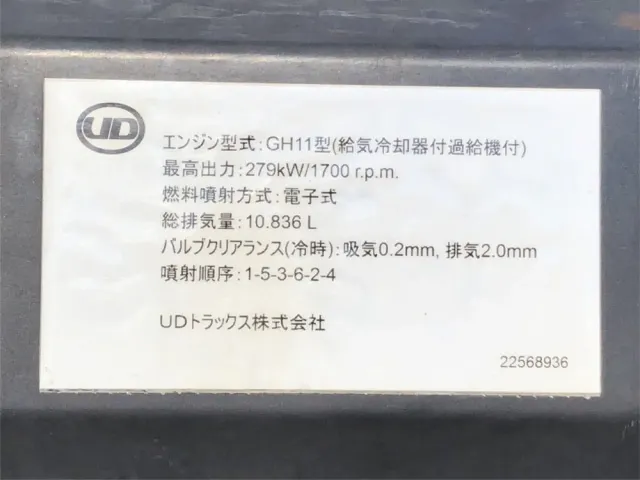 UD
エンジン型式:GH11型(給気冷却器付過給機付)
最高出力:279kW/1700 r.p.m.
燃料噴射方式:電子式
総排気量:10.836 L
バルブクリアランス(冷時):吸気0.2mm, 排気2.0mm
噴射順序:1-5-3-6-2-4
UDトラックス株式会社
22568936